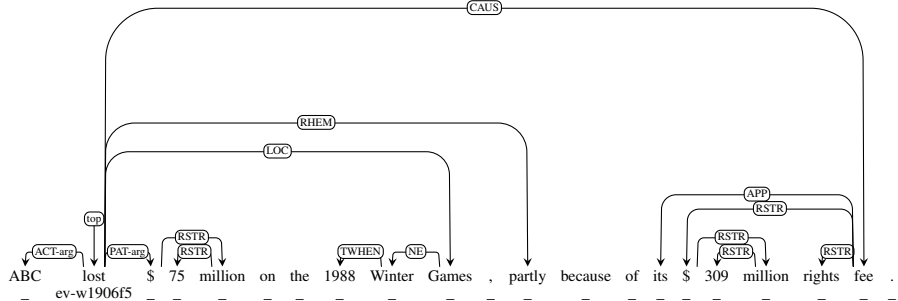 CAUS
RHEM
LOC
APP
RSTR
top
RSTR RSTR
ACT-arg PAT-arg RSTR TWHEN NE RSTR RSTR
ABC lost $ 75 million on the 1988 Winter Games , partly because of its $ 309 million rights fee .
_ ev-w1906f5 _ _ _ _ _ _ _ _ _ _ _ _ _ _ _ _ _ _ _